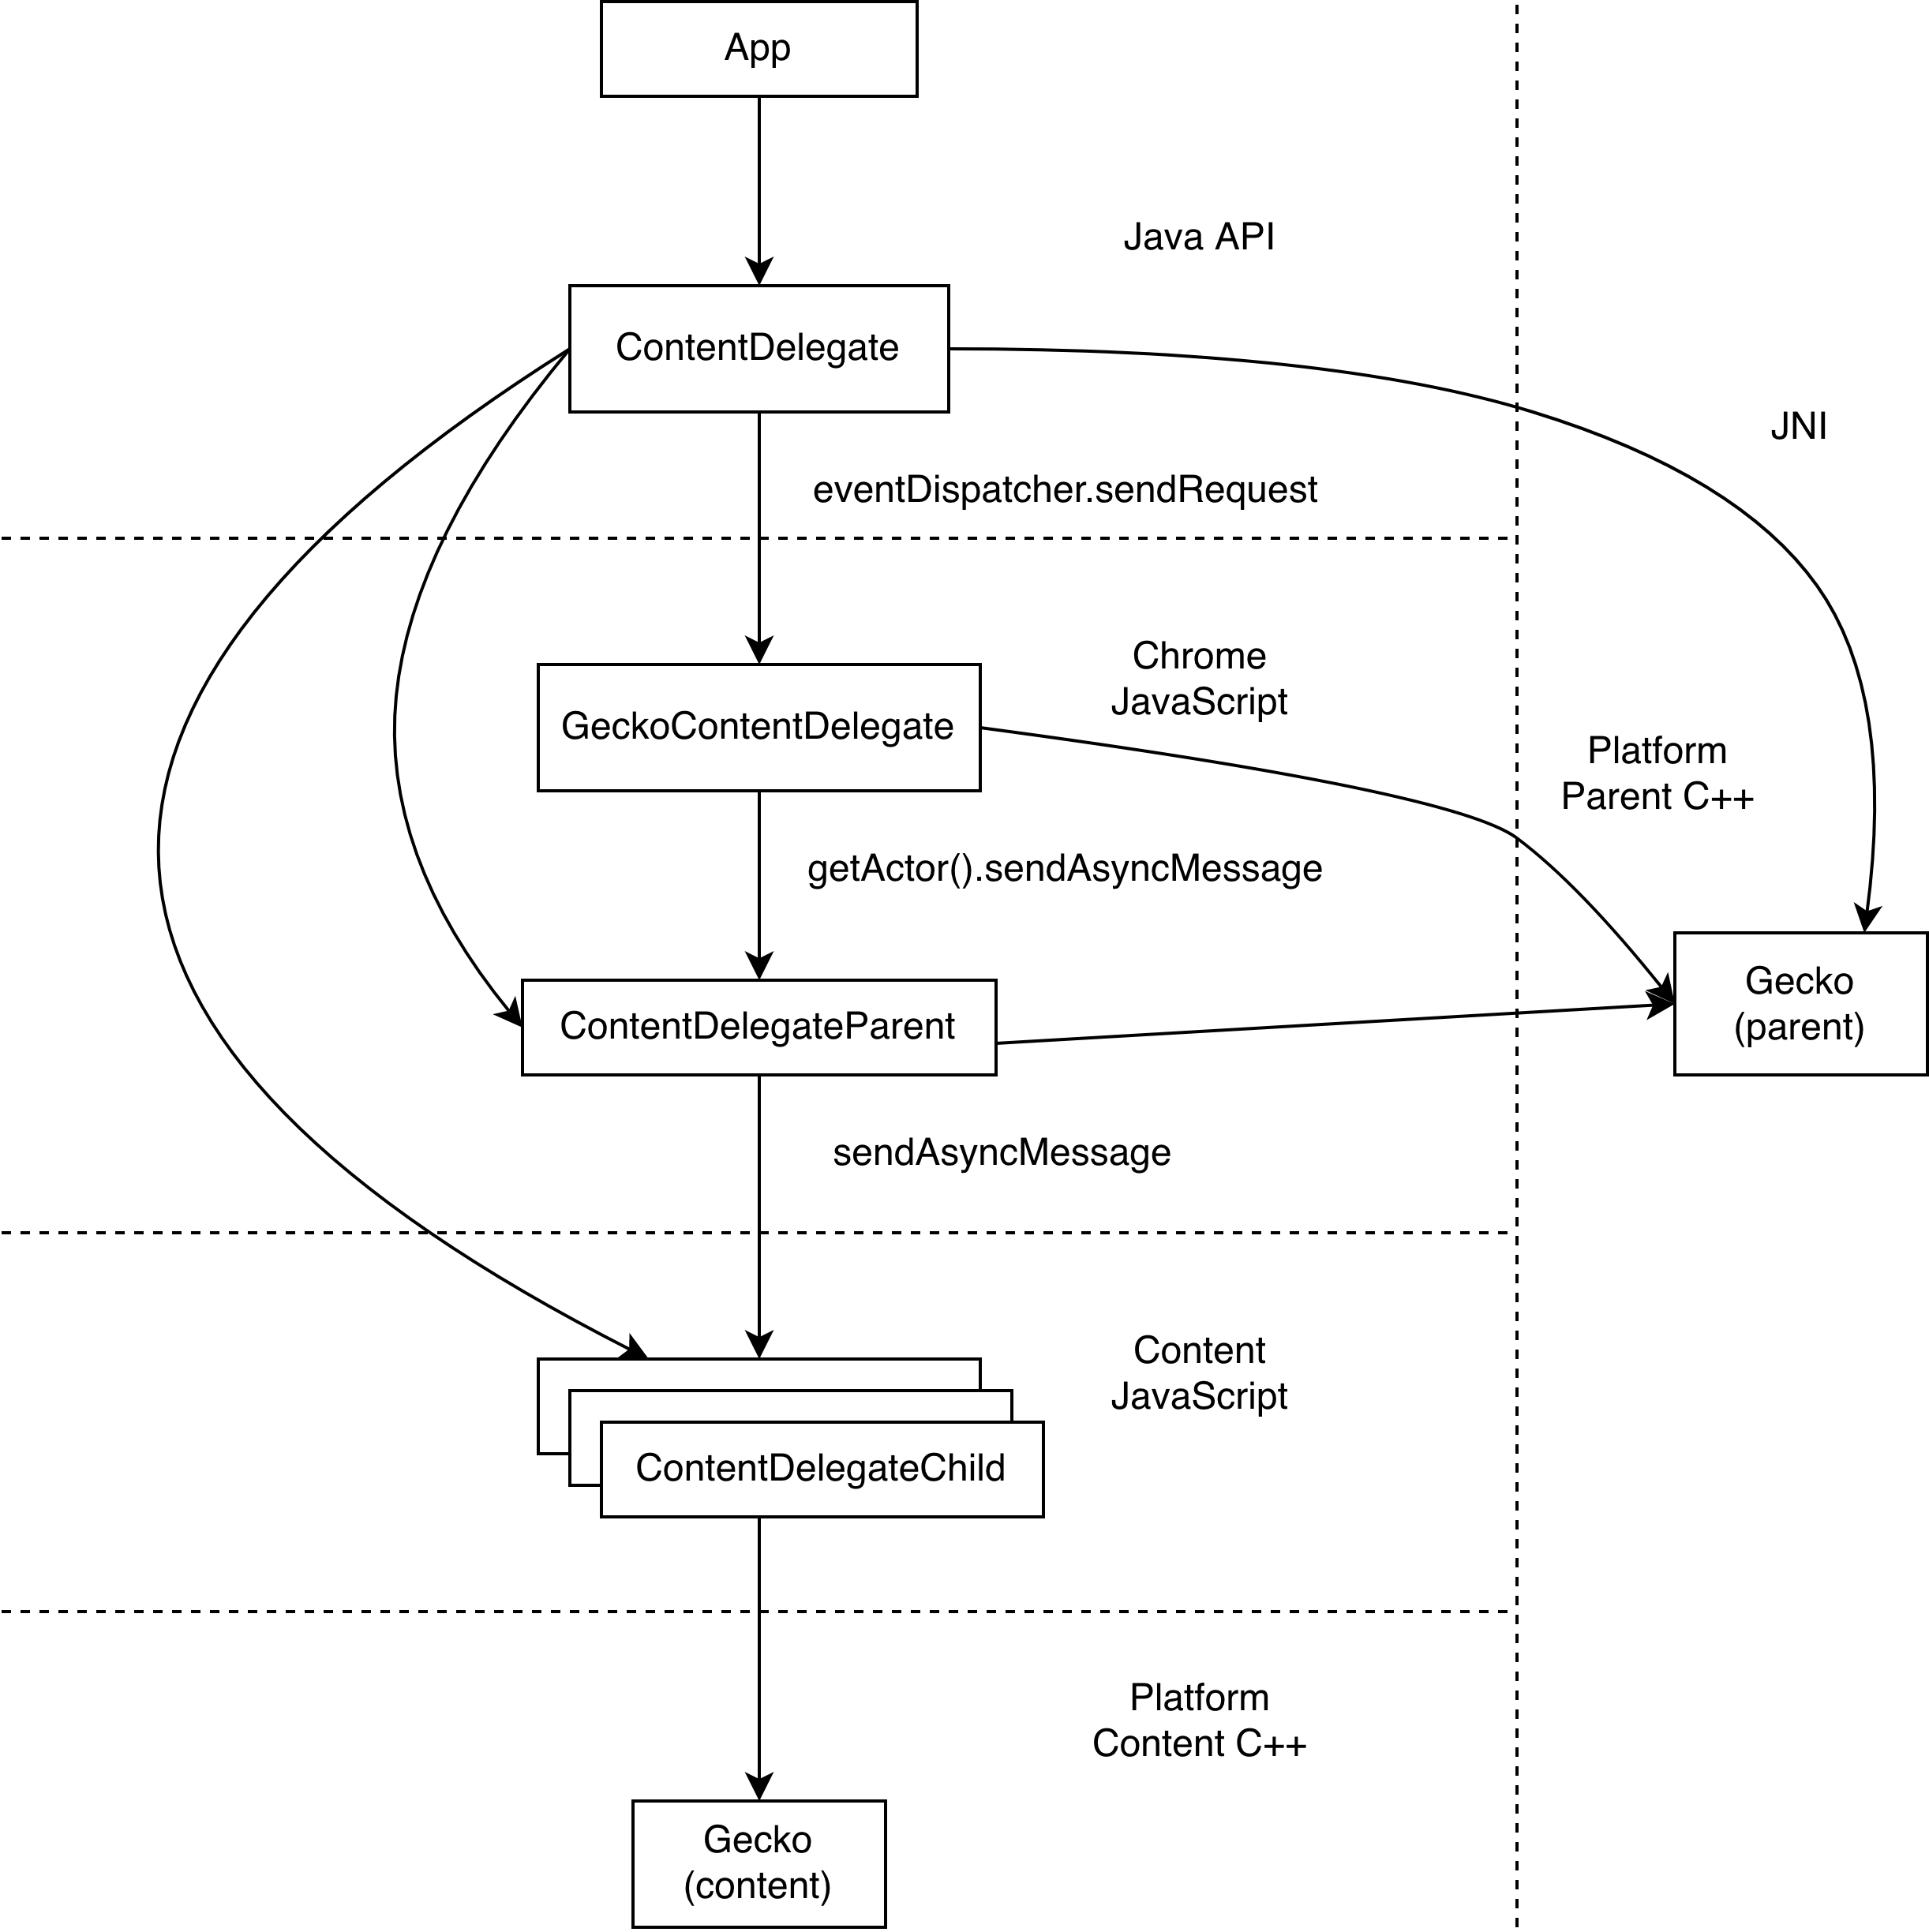 App
Java API
ContentDelegate
JNI
eventDispatcher.sendRequest
Chrome
JavaScript
GeckoContentDelegate
Platform
Parent C++
getActor().sendAsyncMessage
Gecko
(parent)
ContentDelegateParent
sendAsyncMessage
Content
JavaScript
ContentDelegateChild
Platform
Content C++
Gecko
(content)